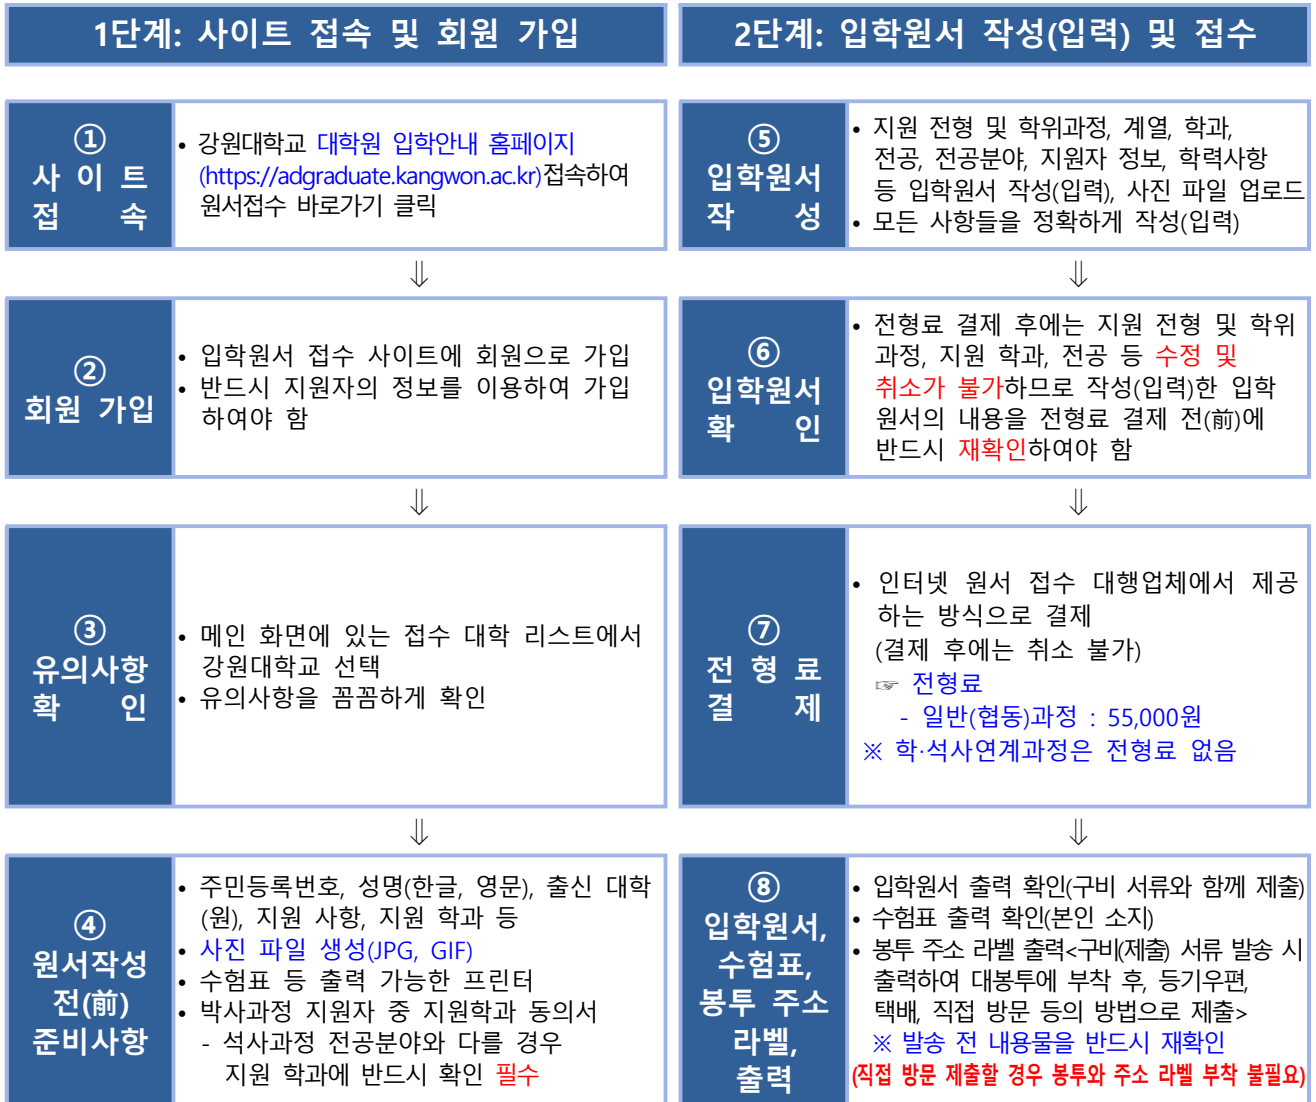 1단계: 사이트 접속 및 회원 가입
①
사 이 트
접 속
• 강원대학교 대학원 입학안내 홈페이지
(https://adgraduate.kangwon.ac.kr)접속하여
원서접수 바로가기 클릭
⇓
②
회원 가입
• 입학원서 접수 사이트에 회원으로 가입
• 반드시 지원자의 정보를 이용하여 가입
하여야 함
⇓
③
유의사항
확 인
• 메인 화면에 있는 접수 대학 리스트에서
강원대학교 선택
• 유의사항을 꼼꼼하게 확인
⇓
④
원서작성
전(前)
준비사항
• 주민등록번호, 성명(한글, 영문), 출신 대학
(원), 지원 사항, 지원 학과 등
• 사진 파일 생성(JPG, GIF)
• 수험표 등 출력 가능한 프린터
• 박사과정 지원자 중 지원학과 동의서
- 석사과정 전공분야와 다를 경우
지원 학과에 반드시 확인 필수
2단계: 입학원서 작성(입력) 및 접수
⑤
입학원서
작 성
• 지원 전형 및 학위과정, 계열, 학과,
전공, 전공분야, 지원자 정보, 학력사항
등 입학원서 작성(입력), 사진 파일 업로드
• 모든 사항들을 정확하게 작성(입력)
⇓
⑥
입학원서
확 인
• 전형료 결제 후에는 지원 전형 및 학위
과정, 지원 학과, 전공 등 수정 및
취소가 불가하므로 작성(입력)한 입학
원서의 내용을 전형료 결제 전(前)에
반드시 재확인하여야 함
⇓
⑦
전 형 료
결 제
• 인터넷 원서 접수 대행업체에서 제공
하는 방식으로 결제
(결제 후에는 취소 불가)
☞ 전형료
- 일반(협동)과정 : 55,000원
※ 학·석사연계과정은 전형료 없음
⇓
⑧
입학원서,
수험표,
봉투 주소
라벨,
출력
• 입학원서 출력 확인(구비 서류와 함께 제출)
• 수험표 출력 확인(본인 소지)
• 봉투 주소 라벨 출력<구비(제출) 서류 발송 시
출력하여 대봉투에 부착 후, 등기우편,
택배, 직접 방문 등의 방법으로 제출>
※ 발송 전 내용물을 반드시 재확인
(직접 방문 제출할 경우 봉투와 주소 라벨 부착 불필요)